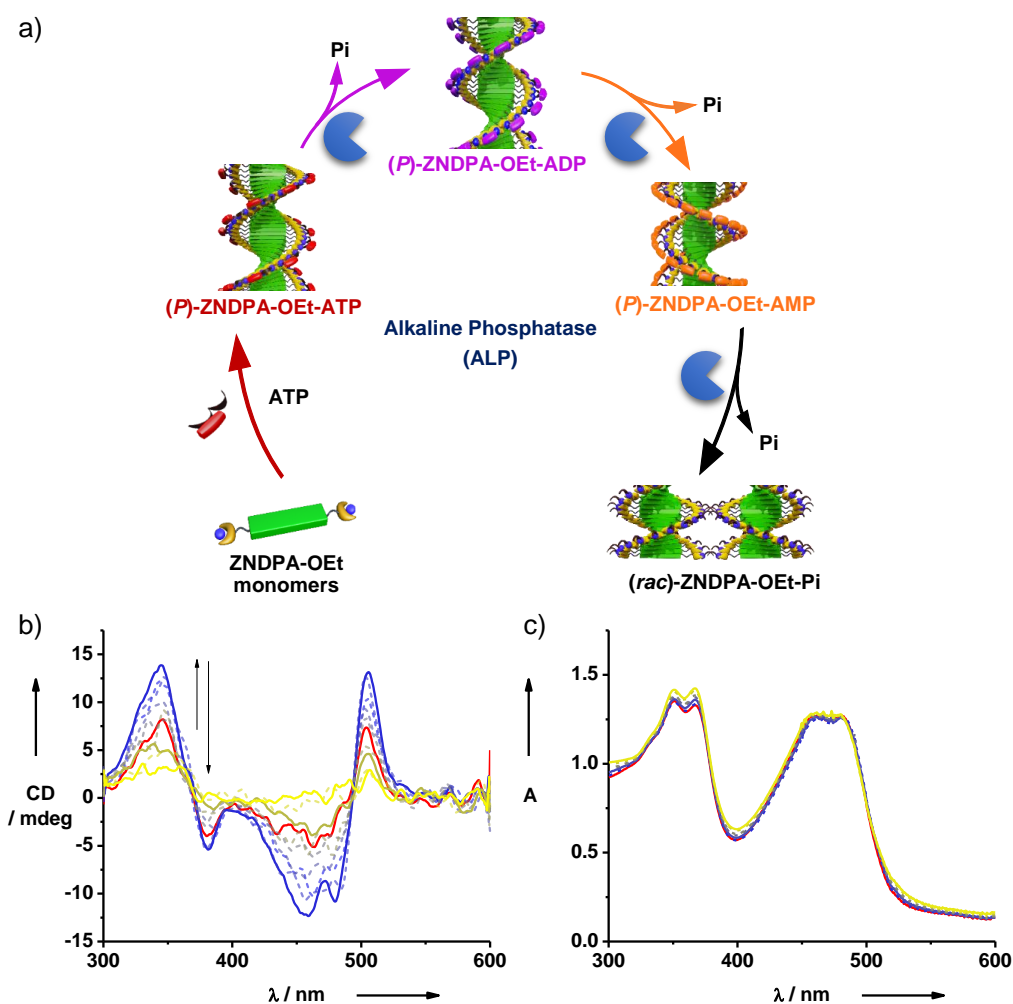 a)
Pi
Pi
(P)-ZNDPA-OEt-ADP
(P)-ZNDPA-OEt-ATP
(P)-ZNDPA-OEt-AMP
Alkaline Phosphatase
(ALP)
ATP
Pi
ZNDPA-OEt
monomers
(rac)-ZNDPA-OEt-Pi
b)
15
10
5
0
-5
-10
-15
CD
/ mdeg
300
400
500
600
λ / nm
c)
1.5
1.0
0.5
0.0
A
300
400
500
600
λ / nm